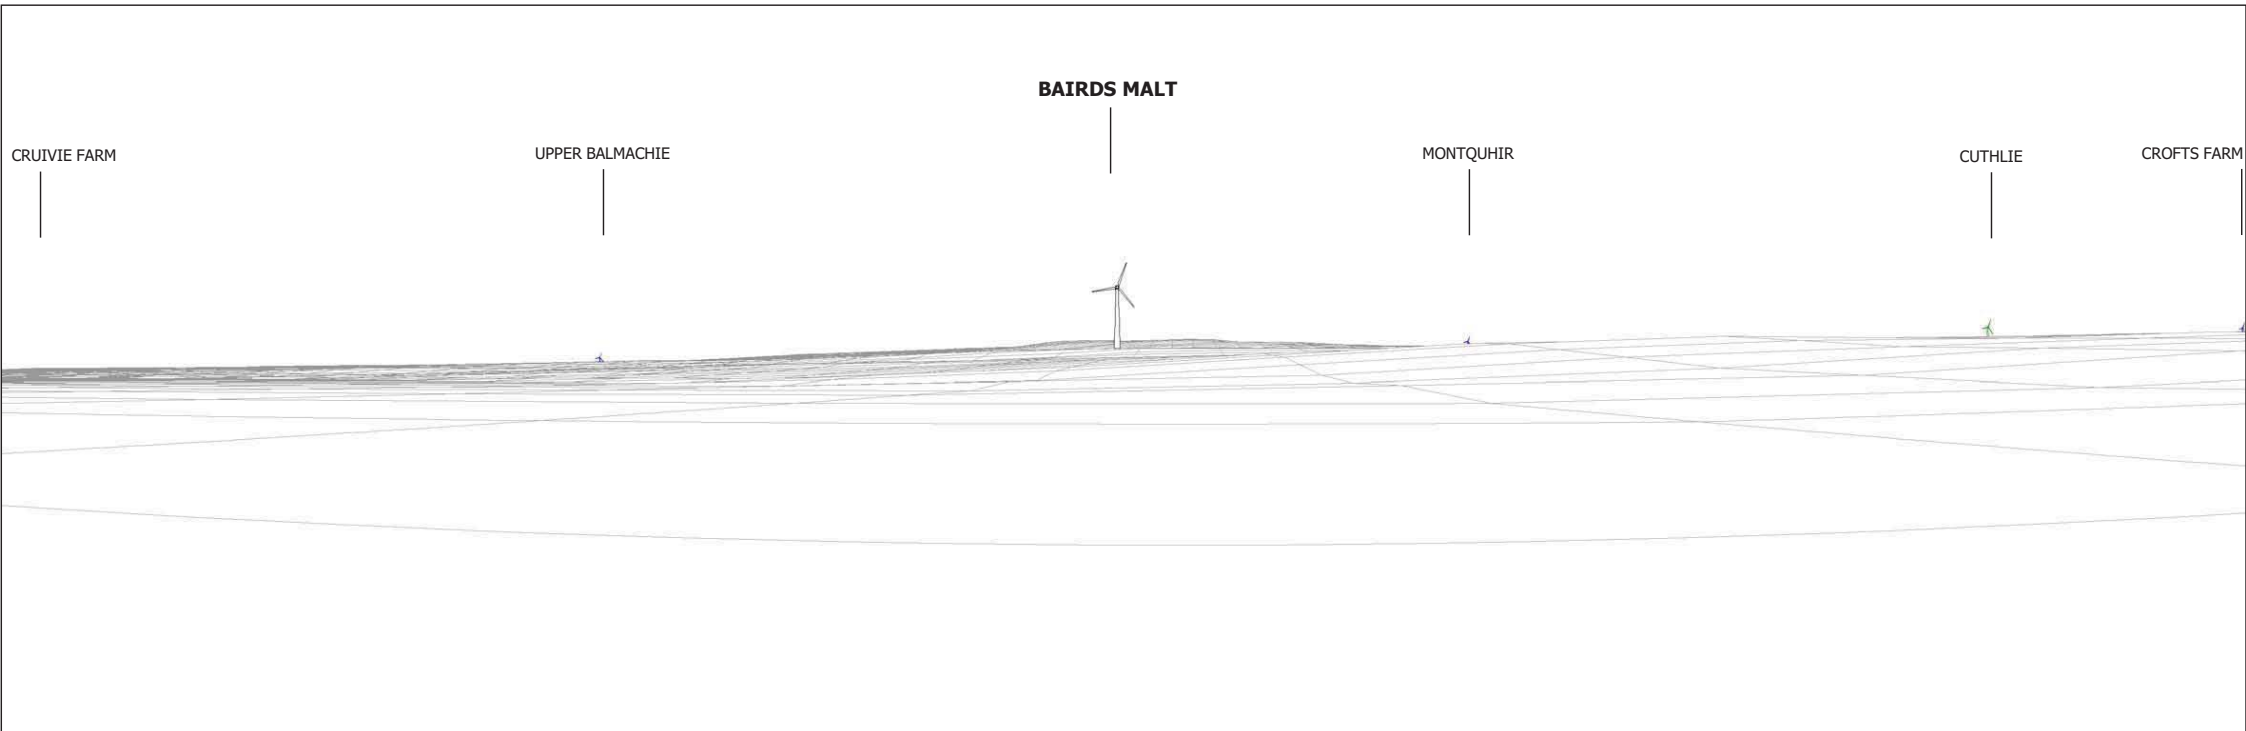 BAIRDS MALT
CRUIVIE FARM
UPPER BALMACHIE
MONTQUHIR
CUTHLIE
CROFTS FARM